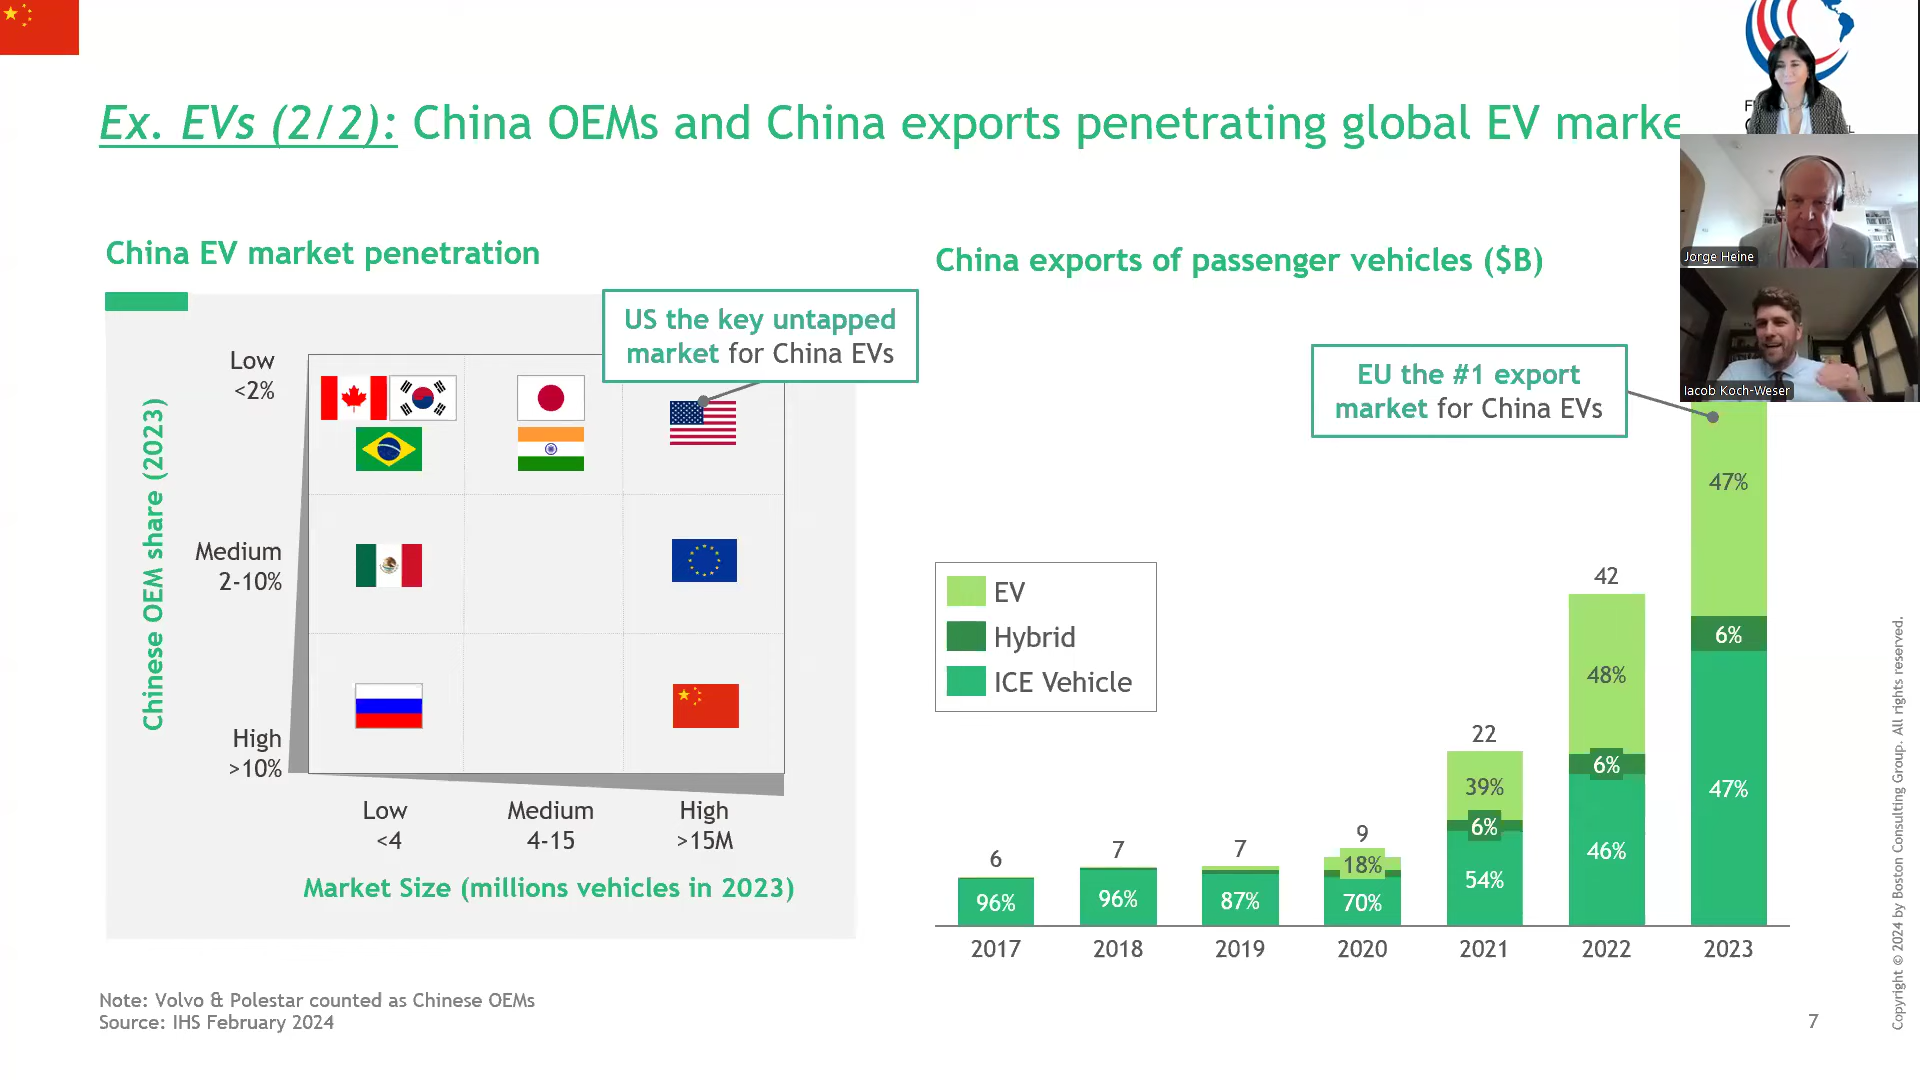 Ex. EVs (2/2): China OEMs and China exports penetrating global EV marke
China EV market penetration
US the key untapped
market for China EVs
Chinese OEM share (2023)
Low
<2%
Medium
2-10%
High
>10%
Low
<4
Medium
4-15
High
>15M
Market Size (millions vehicles in 2023)
China exports of passenger vehicles ($B)
EU the #1 export
market for China EVs
EV
Hybrid
ICE Vehicle
6
96%
2017
7
96%
2018
7
87%
2019
9
18%
70%
2020
22
39%
6%
54%
2021
42
48%
6%
46%
2022
47%
6%
47%
2023
Note: Volvo & Polestar counted as Chinese OEMs
Source: IHS February 2024
7
Copyright © 2024 by Boston Consulting Group. All rights reserved.
Jorge Heine
Jacob Koch-Weser